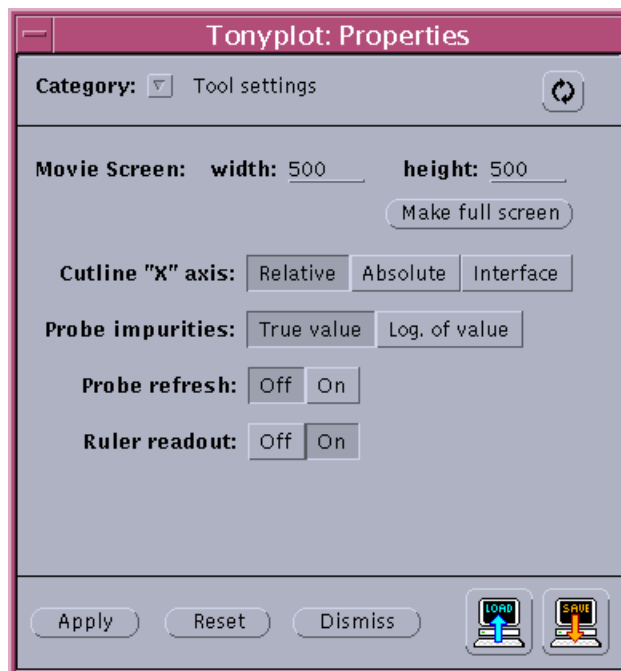 Tonyplot: Properties
Category: Tool settings
Movie Screen: width: 500 height: 500
Make full screen
Cutline "X" axis: Relative Absolute Interface
Probe impurities: True value Log. of value
Probe refresh: Off On
Ruler readout: Off On
Apply Reset Dismiss LOAD SAVE